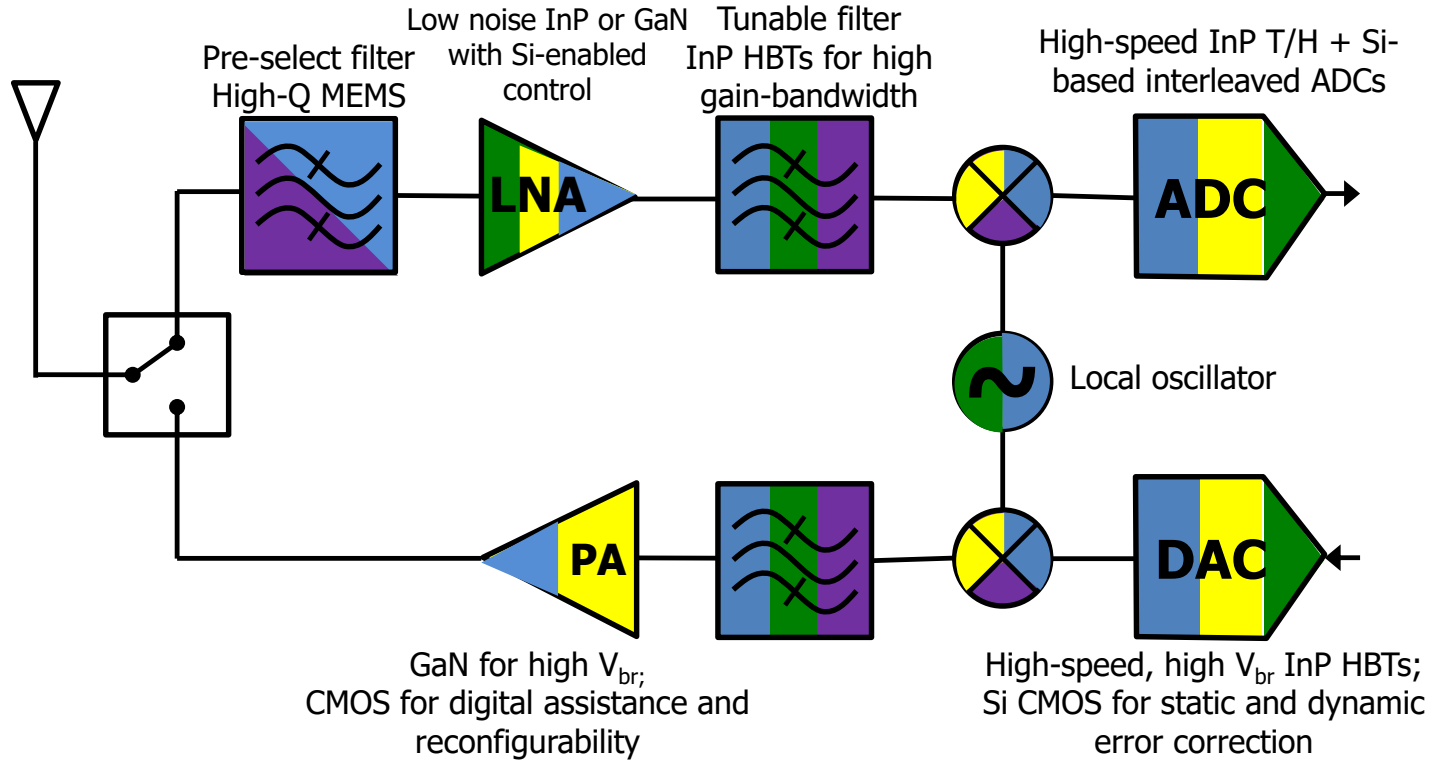 Pre-select filter
High-Q MEMS
Low noise InP or GaN
with Si-enabled
control
Tunable filter
InP HBTs for high
gain-bandwidth
High-speed InP T/H + Si-
based interleaved ADCs
LNA
ADC
Local oscillator
PA
DAC
GaN for high Vbr;
CMOS for digital assistance and
reconfigurability
High-speed, high Vbr InP HBTs;
Si CMOS for static and dynamic
error correction